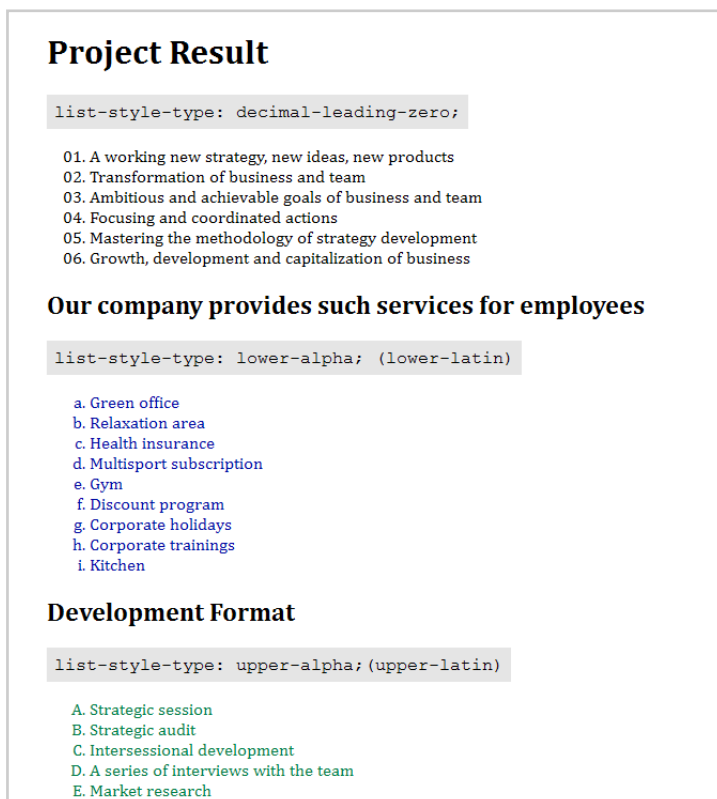 Project Result
list-style-type: decimal-leading-zero;
01. A working new strategy, new ideas, new products
02. Transformation of business and team
03. Ambitious and achievable goals of business and team
04. Focusing and coordinated actions
05. Mastering the methodology of strategy development
06. Growth, development and capitalization of business
Our company provides such services for employees
list-style-type: lower-alpha; (lower-latin)
a. Green office
b. Relaxation area
c. Health insurance
d. Multisport subscription
e. Gym
f. Discount program
g. Corporate holidays
h. Corporate trainings
i. Kitchen
Development Format
list-style-type: upper-alpha;(upper-latin)
A. Strategic session
B. Strategic audit
C. Intersessional development
D. A series of interviews with the team
E. Market research